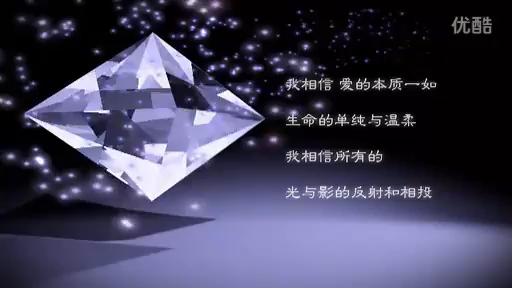 优酷
我相信 爱的本质一如
生命的单纯与温柔
我相信所有的
光与影的反射和相投